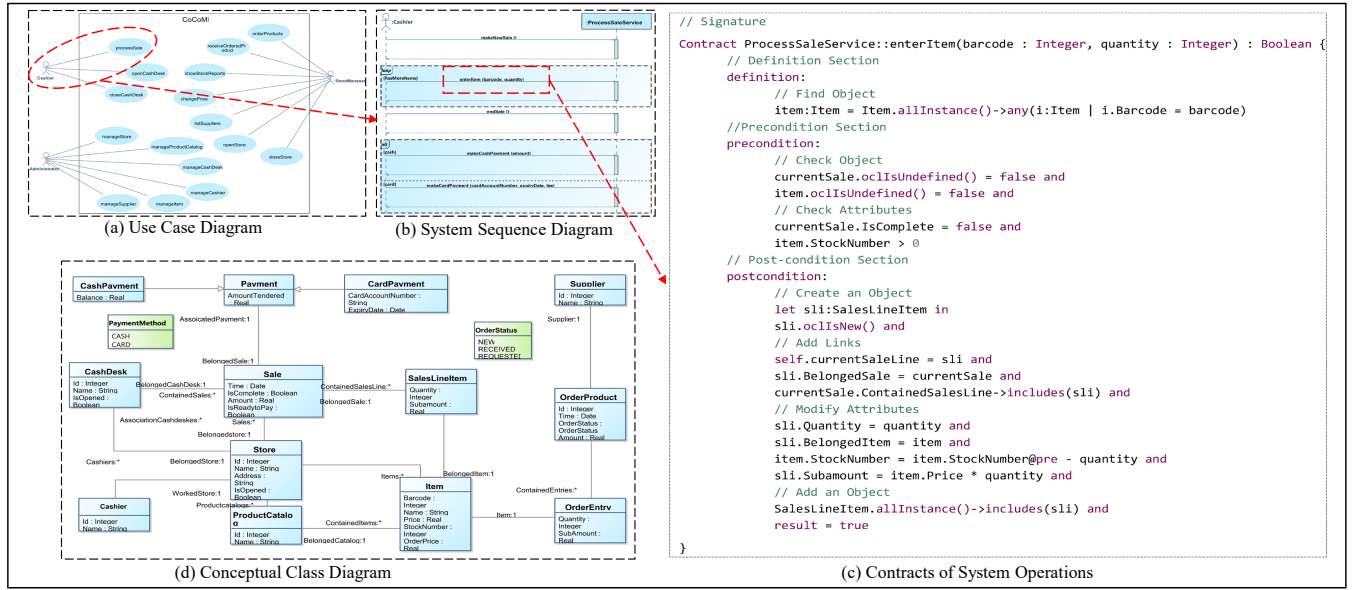 CoCoMi
processSale
openCashDesk
closeCashDesk
Cashier
orderProducts
receiveOrderedPr
oduct
showStockReports
changePrice
listSuppliers
openStore
closeStore
StoreManager
manageStore
manageProductCatalog
manageCashDesk
manageCashier
manageItem
manageSupplier
Administrator
(a) Use Case Diagram
:Cashier
:ProcessSaleService
makeNewSale ()
loop
[hasMoreItems]
enterItem (barcode, quantity)
endSale ()
alt
[cash]
makeCashPayment (amount)
[card]
makeCardPayment (cardAccountNumber, expiryDate, fee)
(b) System Sequence Diagram
// Signature
Contract ProcessSaleService::enterItem(barcode : Integer, quantity : Integer) : Boolean {
// Definition Section
definition:
// Find Object
item:Item = Item.allInstance()->any(i:Item | i.Barcode = barcode)
//Precondition Section
precondition:
// Check Object
currentSale.oclIsUndefined() = false and
item.oclIsUndefined() = false and
// Check Attributes
currentSale.IsComplete = false and
item.StockNumber > 0
// Post-condition Section
postcondition:
// Create an Object
let sli:SalesLineItem in
sli.oclIsNew() and
// Add Links
self.currentSaleLine = sli and
sli.BelongedSale = currentSale and
currentSale.ContainedSalesLine->includes(sli) and
// Modify Attributes
sli.Quantity = quantity and
sli.BelongedItem = item and
item.StockNumber = item.StockNumber@pre - quantity and
sli.Subamount = item.Price * quantity and
// Add an Object
SalesLineItem.allInstance()->includes(sli) and
result = true
}
(c) Contracts of System Operations
CashPayment
Balance : Real
Payment
AmountTendered
: Real
CardPayment
CardAccountNumber :
String
ExpiryDate : Date
Supplier
Id : Integer
Name : String
PaymentMethod
CASH
CARD
AssoicatedPayment:1
BelongedSale:1
OrderStatus
NEW
RECEIVED
REQUESTED
Supplier:1
CashDesk
Id : Integer
Name : String
IsOpened :
Boolean
BelongedCashDesk:1
ContainedSales:*
Sale
Time : Date
IsComplete : Boolean
Amount : Real
IsReadytoPay :
Boolean
ContainedSalesLine:*
BelongedSale:1
SalesLineItem
Quantity :
Integer
Subamount :
Real
OrderProduct
Id : Integer
Time : Date
OrderStatus :
OrderStatus
Amount : Real
AssociationCashdeskes:*
Sales:*
Belongedstore:1
Cashiers:*
BelongedStore:1
Store
Id : Integer
Name : String
Address :
String
IsOpened :
Boolean
WorkedStore:1
Productcatalogs:*
Items:*
BelongedItem:1
Item
Barcode :
Integer
Name : String
Price : Real
StockNumber :
Integer
OrderPrice :
Real
ContainedEntries:*
Item:1
OrderEntry
Quantity :
Integer
SubAmount :
Real
Cashier
Id : Integer
Name : String
ProductCatalo
g
Id : Integer
Name : String
ContainedItems:*
BelongedCatalog:1
(d) Conceptual Class Diagram